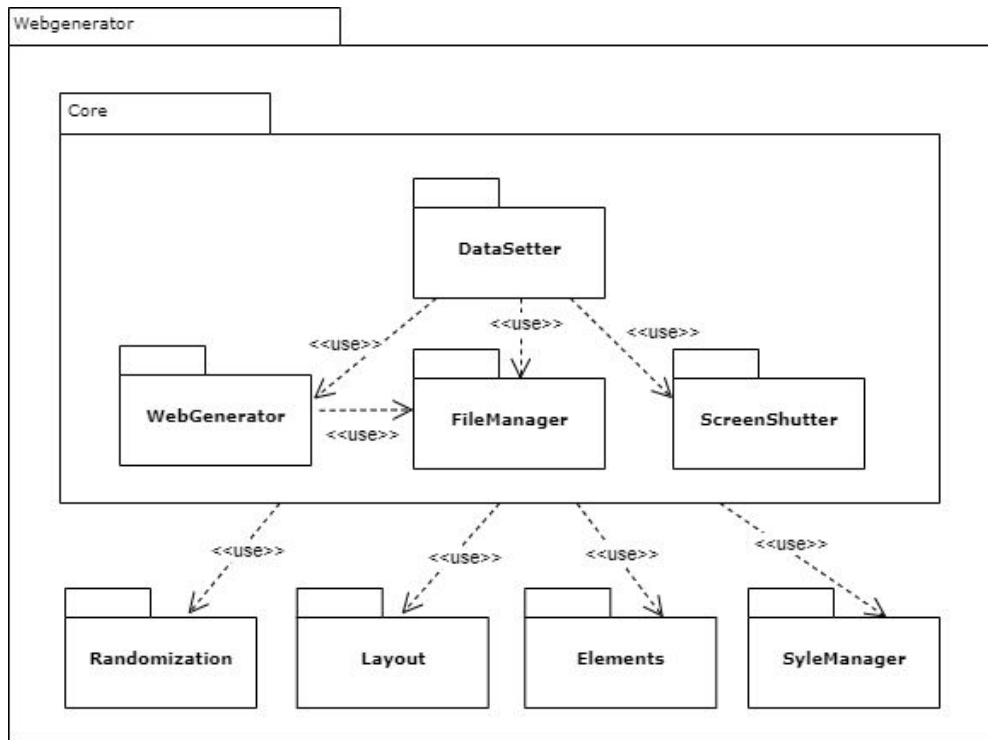 Webgenerator
Core
DataSetter
<<use>>
<<use>>
<<use>>
WebGenerator
<<use>>
FileManager
ScreenShutter
<<use>>
<<use>>
<<use>>
<<use>>
Randomization
Layout
Elements
SyleManager